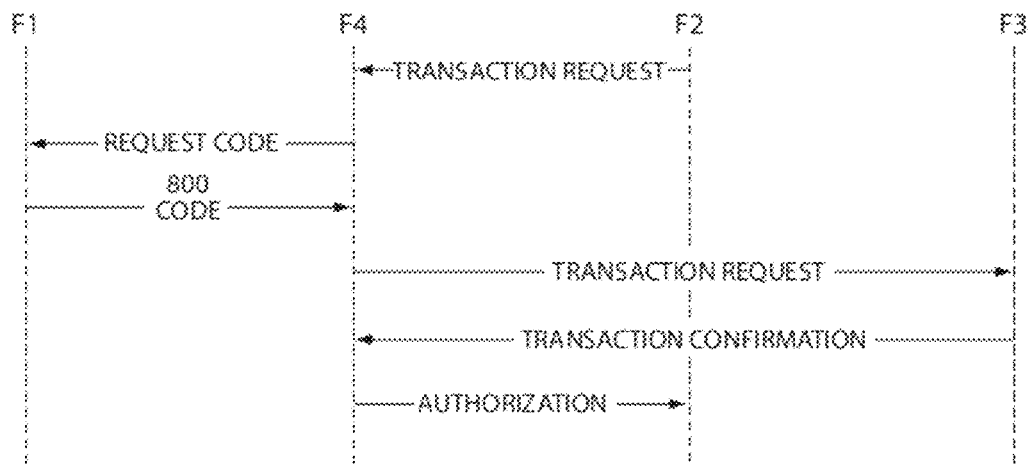 F1 F4 F2 F3
TRANSACTION REQUEST
REQUEST CODE
800
CODE
TRANSACTION REQUEST
TRANSACTION CONFIRMATION
AUTHORIZATION